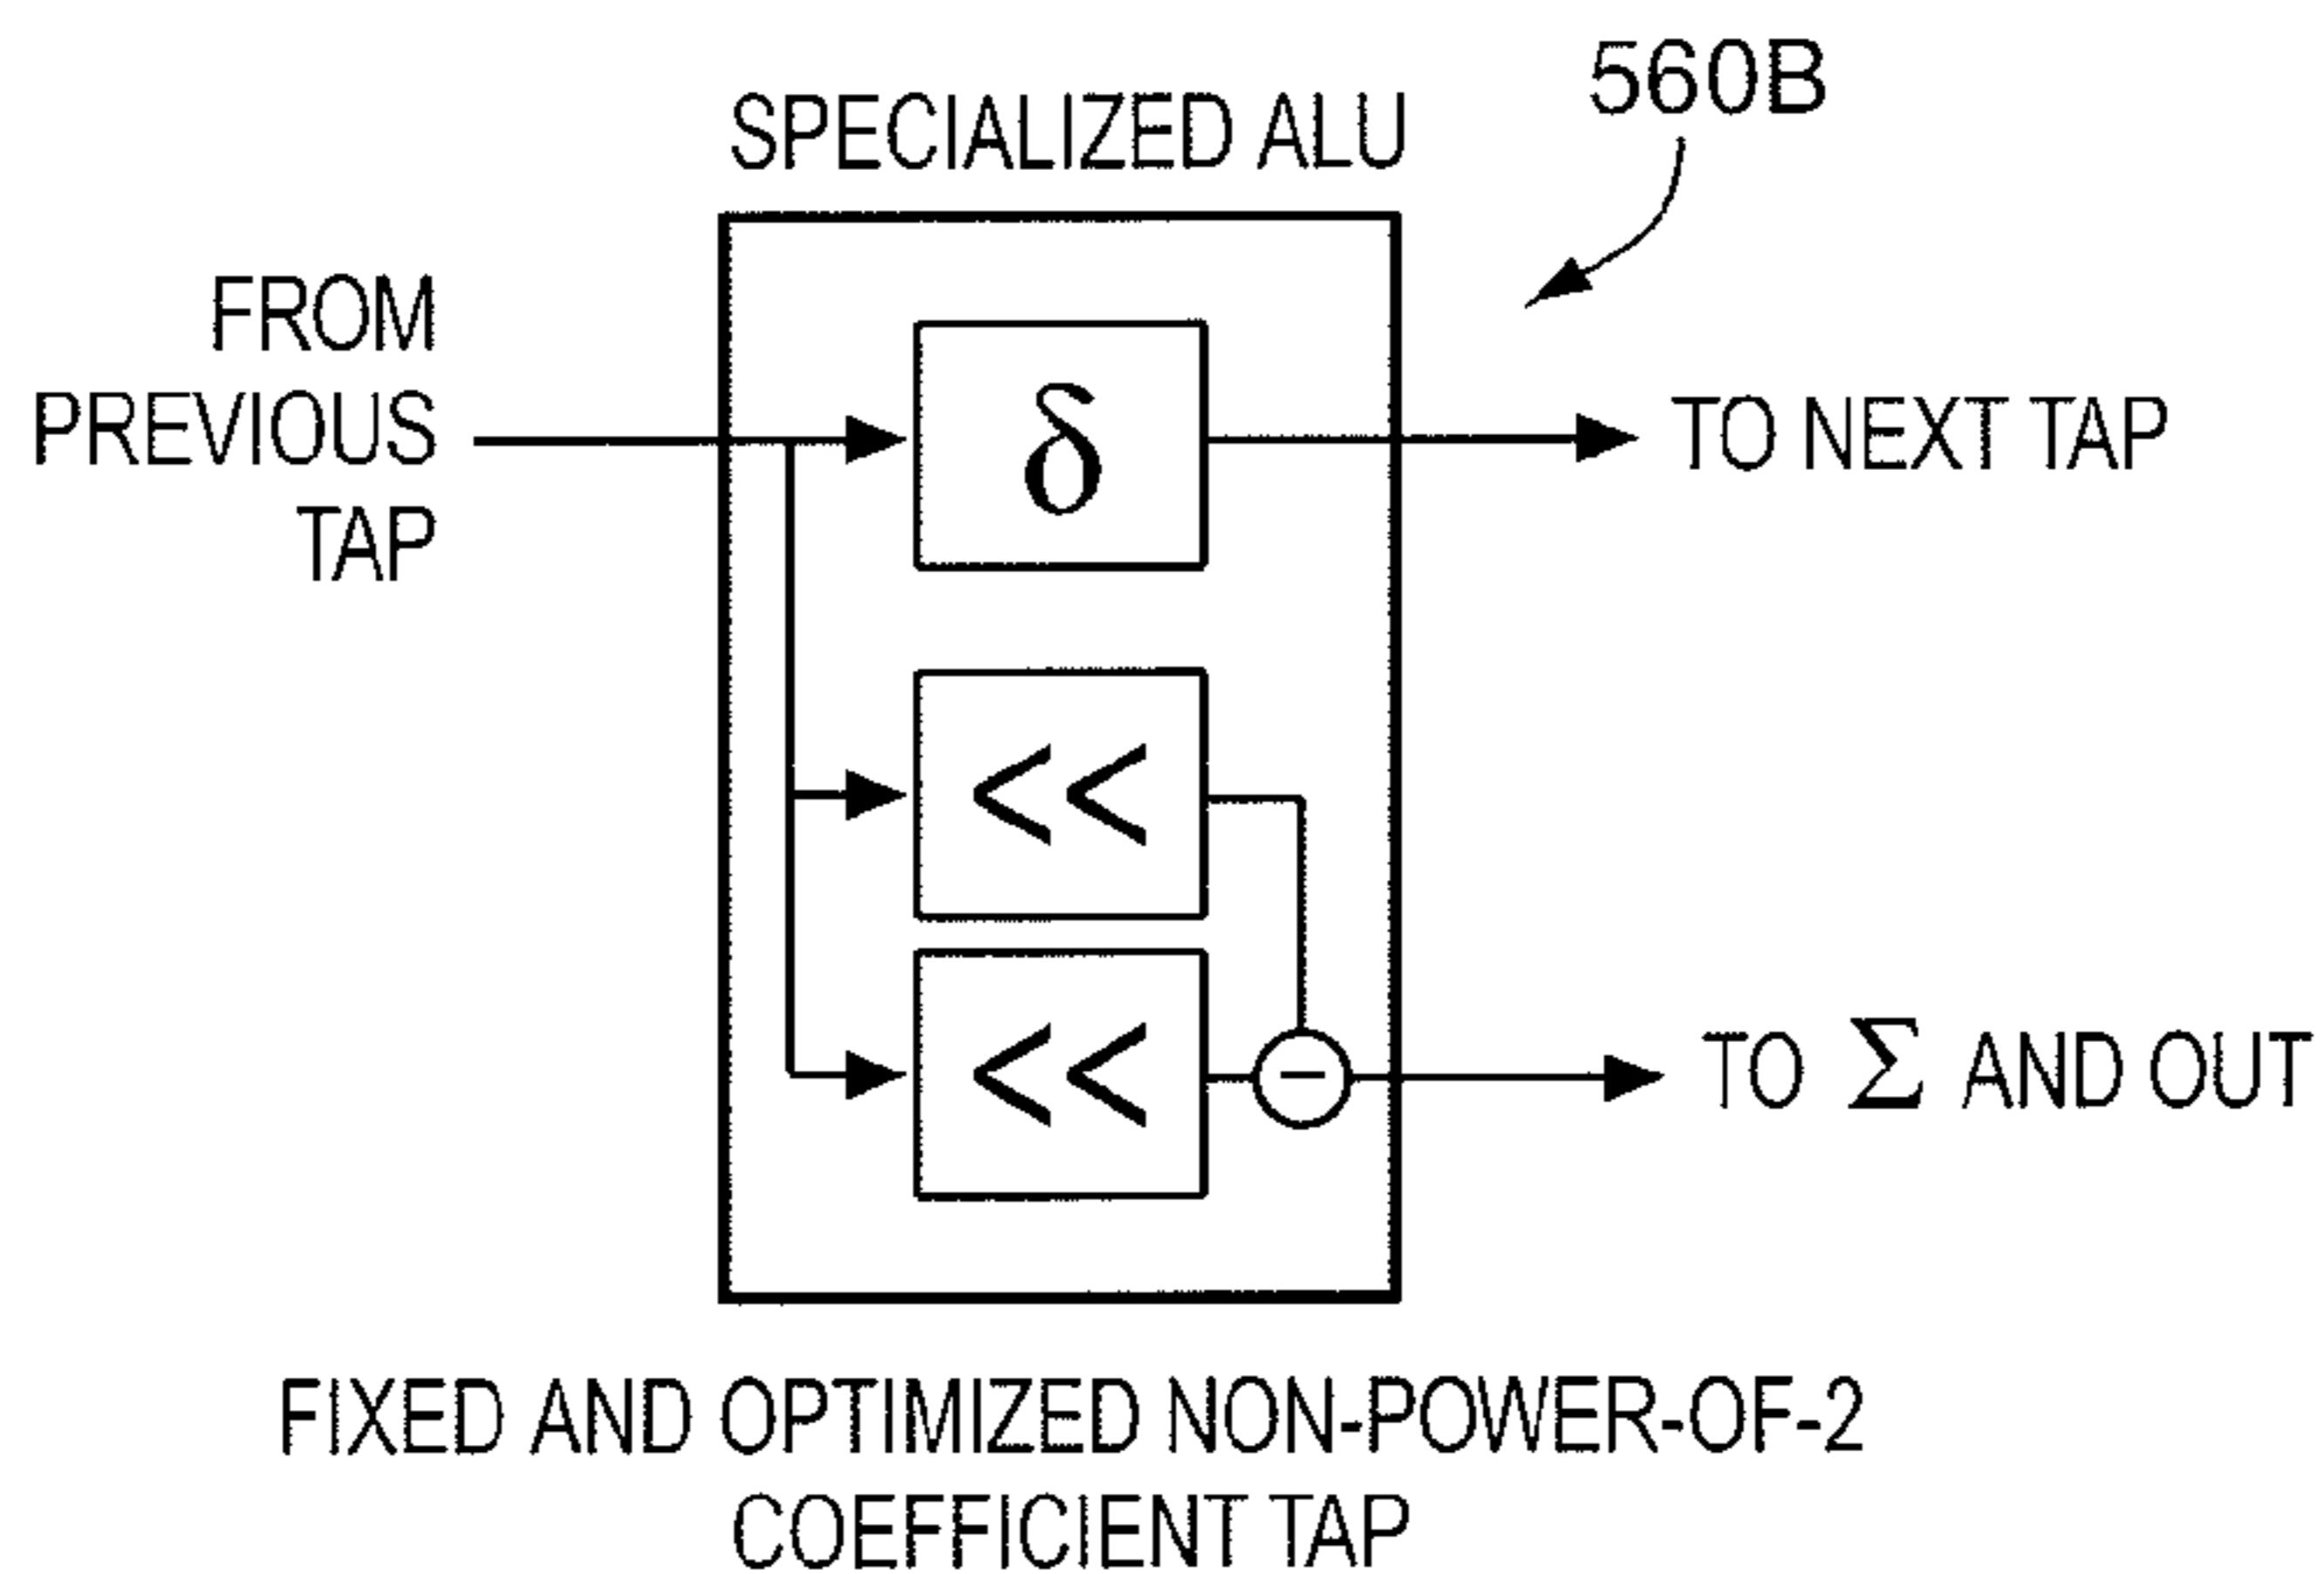 560B
SPECIALIZED ALU
FROM
PREVIOUS
TAP
δ
TO NEXT TAP
<<
<<
−
TO Σ AND OUT
FIXED AND OPTIMIZED NON-POWER-OF-2
COEFFICIENT TAP